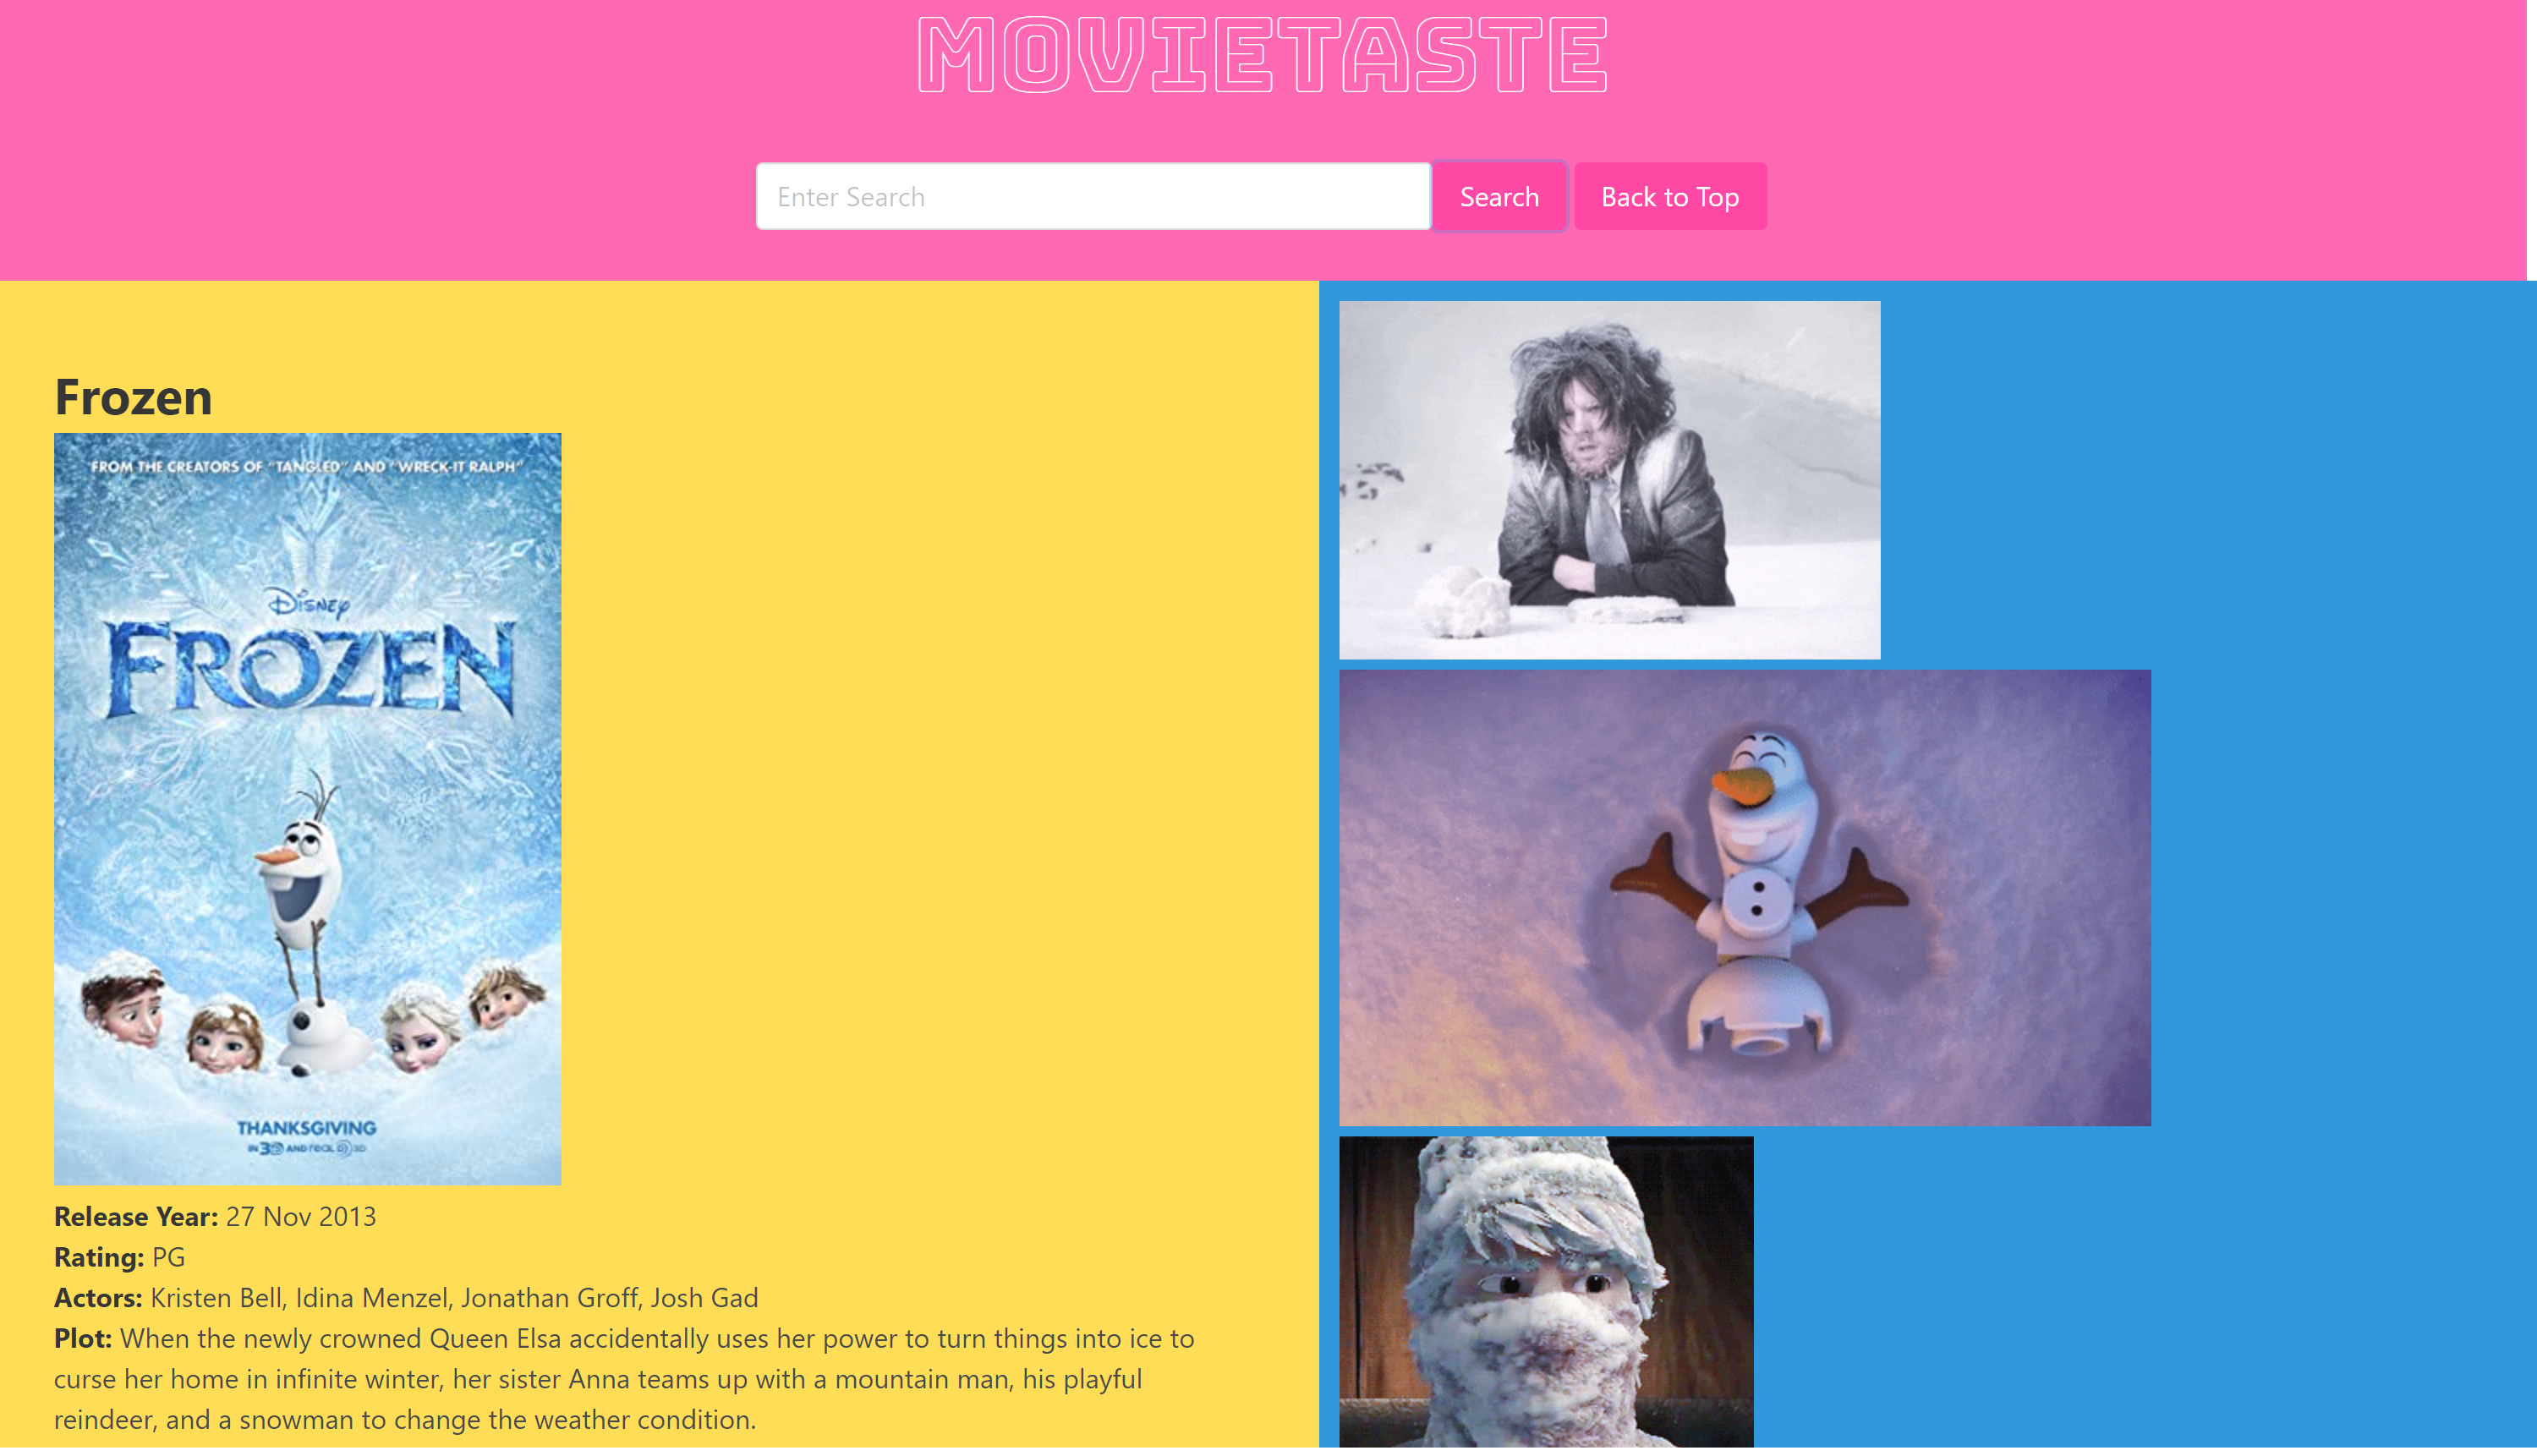 MOVIETASTE
Enter Search
Search
Back to Top
Frozen
FROM THE CREATORS OF "TANGLED" AND "WRECK-IT RALPH"
DISNEY
FROZEN
THANKSGIVING
IN 3D AND REAL D 3D
Release Year: 27 Nov 2013
Rating: PG
Actors: Kristen Bell, Idina Menzel, Jonathan Groff, Josh Gad
Plot: When the newly crowned Queen Elsa accidentally uses her power to turn things into ice to
curse her home in infinite winter, her sister Anna teams up with a mountain man, his playful
reindeer, and a snowman to change the weather condition.